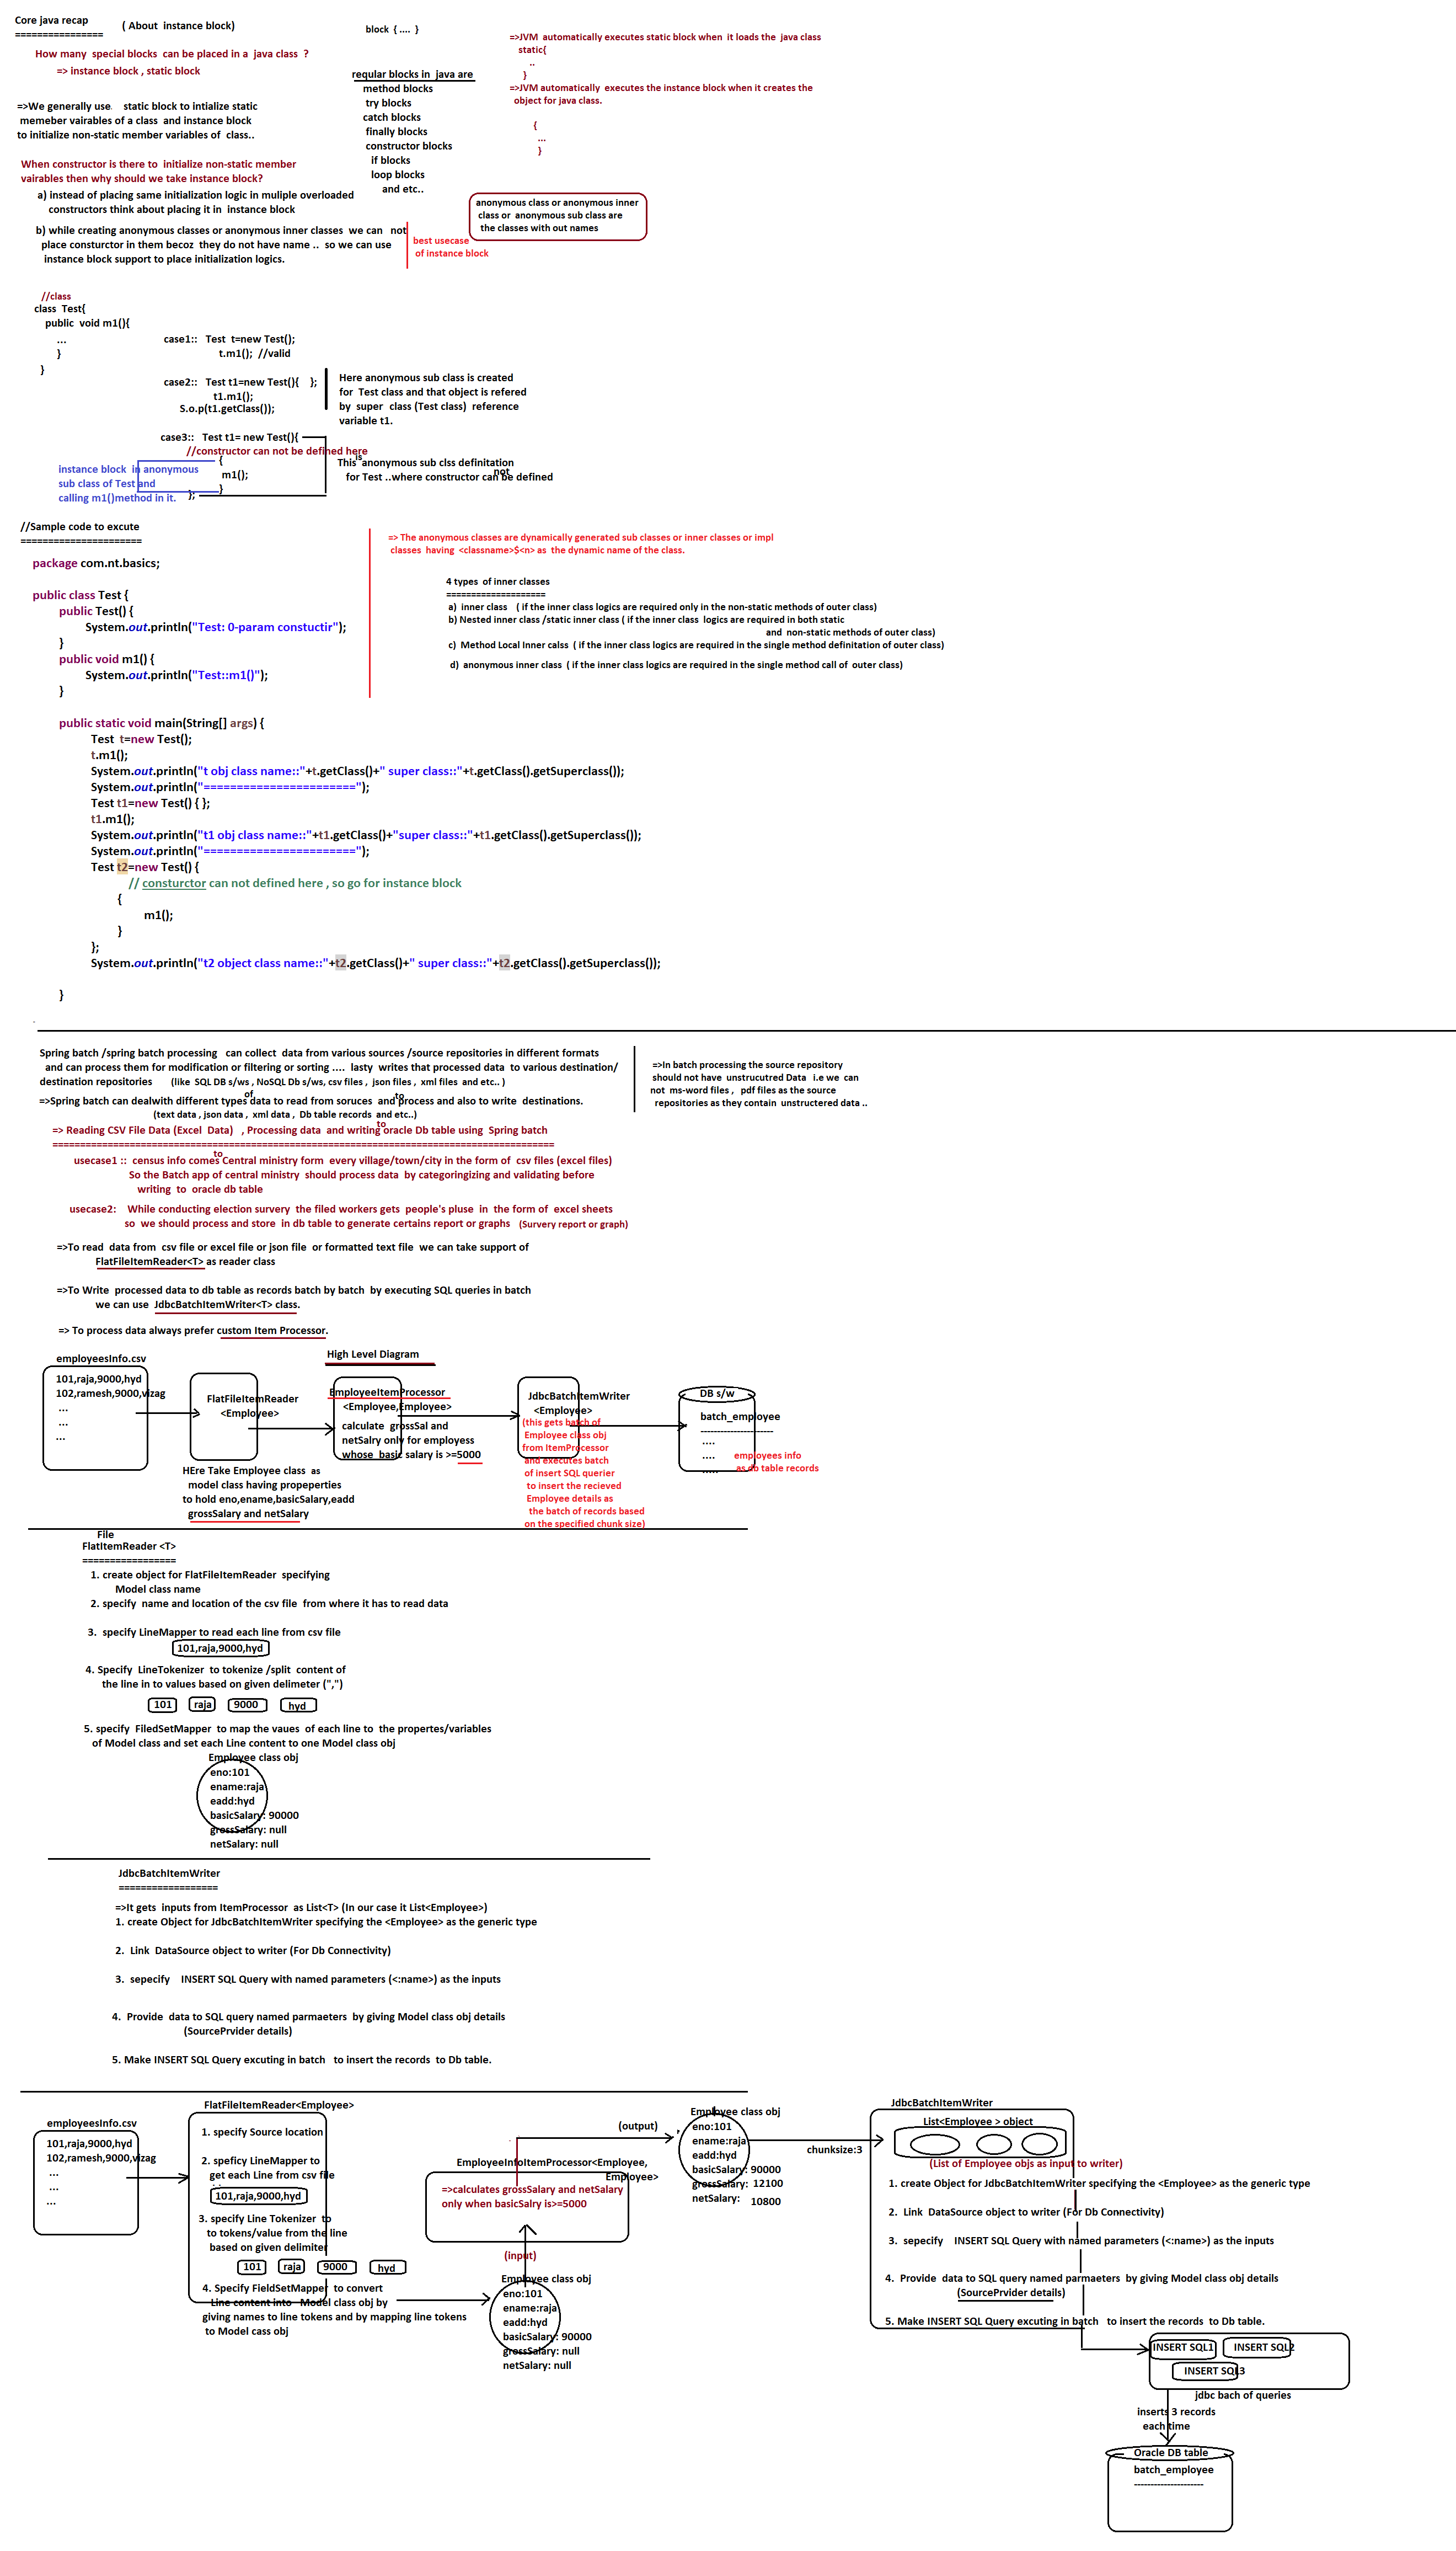 Core java recap
================
( About  instance block)
How many  special blocks  can be placed in a  java class  ?
=> instance block , static block
block  { ....  }
=>JVM  automatically executes static block when  it loads the  java class
static{
..
}
=>JVM automatically  executes the instance block when it creates the
object for java class.
{
...
}
reqular blocks in  java are
method blocks
try blocks
catch blocks
finally blocks
constructor blocks
if blocks
loop blocks
and etc..
=>We generally use    static block to intialize static
memeber vairables of a class  and instance block
to initialize non-static member variables of  class..
When constructor is there to  initialize non-static member
vairables then why should we take instance block?
a) instead of placing same initialization logic in muliple overloaded
constructors think about placing it in  instance block
b) while creating anonymous classes or anonymous inner classes  we can   not
place consturctor in them becoz  they do not have name ..  so we can use
instance block support to place initialization logics.
best usecase
of instance block
anonymous class or anonymous inner
class or  anonymous sub class are
the classes with out names
//class
class  Test{
public  void m1(){
...
}
}
case1::   Test  t=new Test();
t.m1();  //valid
case2::   Test t1=new Test(){    };
t1.m1();
S.o.p(t1.getClass());
Here anonymous sub class is created
for  Test class and that object is refered
by  super  class (Test class)  reference
variable t1.
case3::   Test t1= new Test(){
//constructor can not be defined here
{
m1();
}
};
instance block  in anonymous
sub class of Test and
calling m1()method in it.
is
This  anonymous sub clss definitation
not
for Test ..where constructor can be defined
//Sample code to excute
======================
package com.nt.basics;
public class Test {
public Test() {
System.out.println("Test: 0-param constuctir");
}
public void m1() {
System.out.println("Test::m1()");
}
public static void main(String[] args) {
Test  t=new Test();
t.m1();
System.out.println("t obj class name::"+t.getClass()+" super class::"+t.getClass().getSuperclass());
System.out.println("=======================");
Test t1=new Test() { };
t1.m1();
System.out.println("t1 obj class name::"+t1.getClass()+"super class::"+t1.getClass().getSuperclass());
System.out.println("=======================");
Test t2=new Test() {
// consturctor can not defined here , so go for instance block
{
m1();
}
};
System.out.println("t2 object class name::"+t2.getClass()+" super class::"+t2.getClass().getSuperclass());
}
=> The anonymous classes are dynamically generated sub classes or inner classes or impl
classes  having  <classname>$<n> as  the dynamic name of the class.
4 types  of inner classes
====================
a)  inner class    ( if the inner class logics are required only in the non-static methods of outer class)
b) Nested inner class /static inner class ( if the inner class  logics are required in both static
and  non-static methods of outer class)
c)  Method Local Inner calss  ( if the inner class logics are required in the single method definitation of outer class)
d)  anonymous inner class  ( if the inner class logics are required in the single method call of  outer class)
Spring batch /spring batch processing   can collect  data from various sources /source repositories in different formats
and can process them for modification or filtering or sorting ....  lasty  writes that processed data  to various destination/
destination repositories      (like  SQL DB s/ws , NoSQL Db s/ws, csv files ,  json files ,  xml files  and etc.. )
of
to
=>Spring batch can dealwith different types data to read from soruces  and process and also to write  destinations.
(text data , json data ,  xml data ,  Db table records  and etc..)
=>In batch processing the source repository
should not have  unstrucutred Data   i.e we  can
not  ms-word files ,   pdf files as the source
repositories as they contain  unstructered data ..
to
=> Reading CSV File Data (Excel  Data)   , Processing data  and writing oracle Db table using  Spring batch
to
usecase1 ::  census info comes Central ministry form  every village/town/city in the form of  csv files (excel files)
So the Batch app of central ministry  should process data  by categoringizing and validating before
writing  to  oracle db table
usecase2:    While conducting election survery  the filed workers gets  people's pluse  in  the form of  excel sheets
so  we should process and store  in db table to generate certains report or graphs   (Survery report or graph)
=>To read  data from  csv file or excel file or json file  or formatted text file  we can take support of
FlatFileItemReader<T> as reader class
=>To Write  processed data to db table as records batch by batch  by executing SQL queries in batch
we can use  JdbcBatchItemWriter<T> class.
=> To process data always prefer custom Item Processor.
High Level Diagram
employeesInfo.csv
101,raja,9000,hyd
102,ramesh,9000,vizag
...
...
...
FlatFileItemReader
<Employee>
HEre Take Employee class  as
model class having propeperties
to hold eno,ename,basicSalary,eadd
grossSalary and netSalary
EmployeeItemProcessor
<Employee,Employee>
calculate  grossSal and
netSalry only for employess
whose  basic salary is >=5000
JdbcBatchItemWriter
<Employee>
(this gets batch of
Employee class obj
from ItemProcessor
and executes batch
of insert SQL querier
to insert the recieved
Employee details as
the batch of records based
on the specified chunk size)
DB s/w
batch_employee
----------------------
....
....
.....
employees info
as db table records
File
FlatItemReader <T>
=================
1. create object for FlatFileItemReader  specifying
Model class name
2. specify  name and location of the csv file  from where it has to read data
3.  specify LineMapper to read each line from csv file
101,raja,9000,hyd
4. Specify  LineTokenizer  to tokenize /split  content of
the line in to values based on given delimeter (",")
101 raja 9000 hyd
5. specify  FiledSetMapper  to map the vaues  of each line to  the propertes/variables
of Model class and set each Line content to one Model class obj
Employee class obj
eno:101
ename:raja
eadd:hyd
basicSalary: 90000
grossSalary: null
netSalary: null
JdbcBatchItemWriter
==================
=>It gets  inputs from ItemProcessor  as List<T> (In our case it List<Employee>)
1. create Object for JdbcBatchItemWriter specifying the <Employee> as the generic type
2.  Link  DataSource object to writer (For Db Connectivity)
3.  sepecify    INSERT SQL Query with named parameters (<:name>) as the inputs
4.  Provide  data to SQL query named parmaeters  by giving Model class obj details
(SourcePrvider details)
5. Make INSERT SQL Query excuting in batch   to insert the records  to Db table.
employeesInfo.csv
101,raja,9000,hyd
102,ramesh,9000,vizag
...
...
...
FlatFileItemReader<Employee>
1. specify Source location
2. speficy LineMapper to
get each Line from csv file
101,raja,9000,hyd
3. specify Line Tokenizer  to
to tokens/value from the line
based on given delimiter
101 raja 9000 hyd
4. Specify FieldSetMapper  to convert
Line content into   Model class obj by
giving names to line tokens and by mapping line tokens
to Model cass obj
EmployeeInfoItemProcessor<Employee,
Employee>
=>calculates grossSalary and netSalary
only when basicSalry is>=5000
(input)
Employee class obj
eno:101
ename:raja
eadd:hyd
basicSalary: 90000
grossSalary: null
netSalary: null
(output)
Employee class obj
eno:101
ename:raja
eadd:hyd
basicSalary: 90000
grossSalary:  12100
netSalary:    10800
chunksize:3
JdbcBatchItemWriter
List<Employee > object
(List of Employee objs as input to writer)
1. create Object for JdbcBatchItemWriter specifying the <Employee> as the generic type
2.  Link  DataSource object to writer (For Db Connectivity)
3.  sepecify    INSERT SQL Query with named parameters (<:name>) as the inputs
4.  Provide  data to SQL query named parmaeters  by giving Model class obj details
(SourcePrvider details)
5. Make INSERT SQL Query excuting in batch   to insert the records  to Db table.
INSERT SQL1 INSERT SQL2
INSERT SQL3
jdbc bach of queries
inserts 3 records
each time
Oracle DB table
batch_employee
---------------------